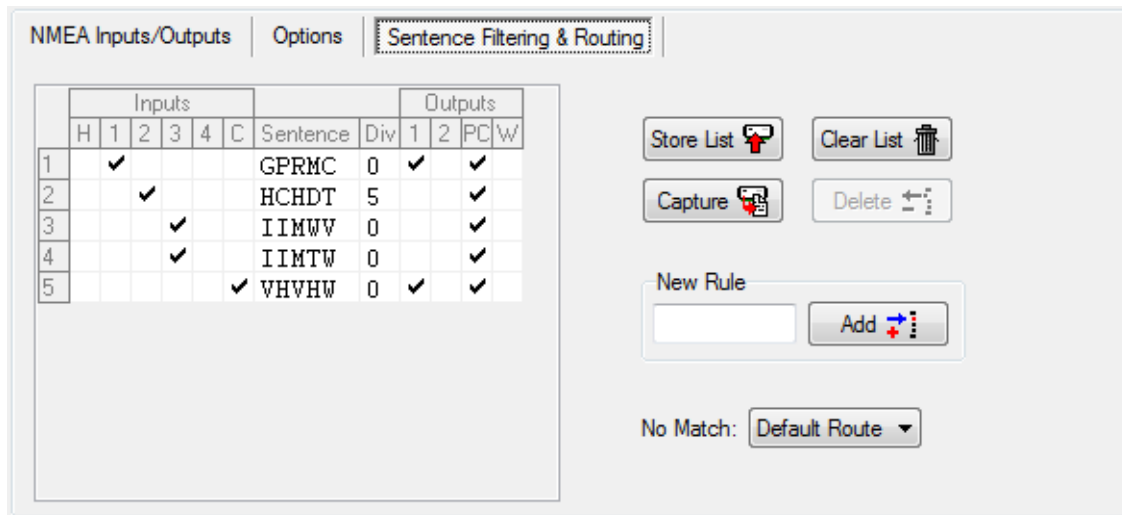 NMEA Inputs/Outputs Options Sentence Filtering & Routing
Inputs Outputs
H 1 2 3 4 C Sentence Div 1 2 PC W
1 ✔ GPRMC 0 ✔ ✔
2 ✔ HCHDT 5 ✔
3 ✔ IIMWV 0 ✔
4 ✔ IIMTW 0 ✔
5 ✔ VHVHW 0 ✔ ✔
Store List Clear List
Capture Delete
New Rule
Add
No Match: Default Route